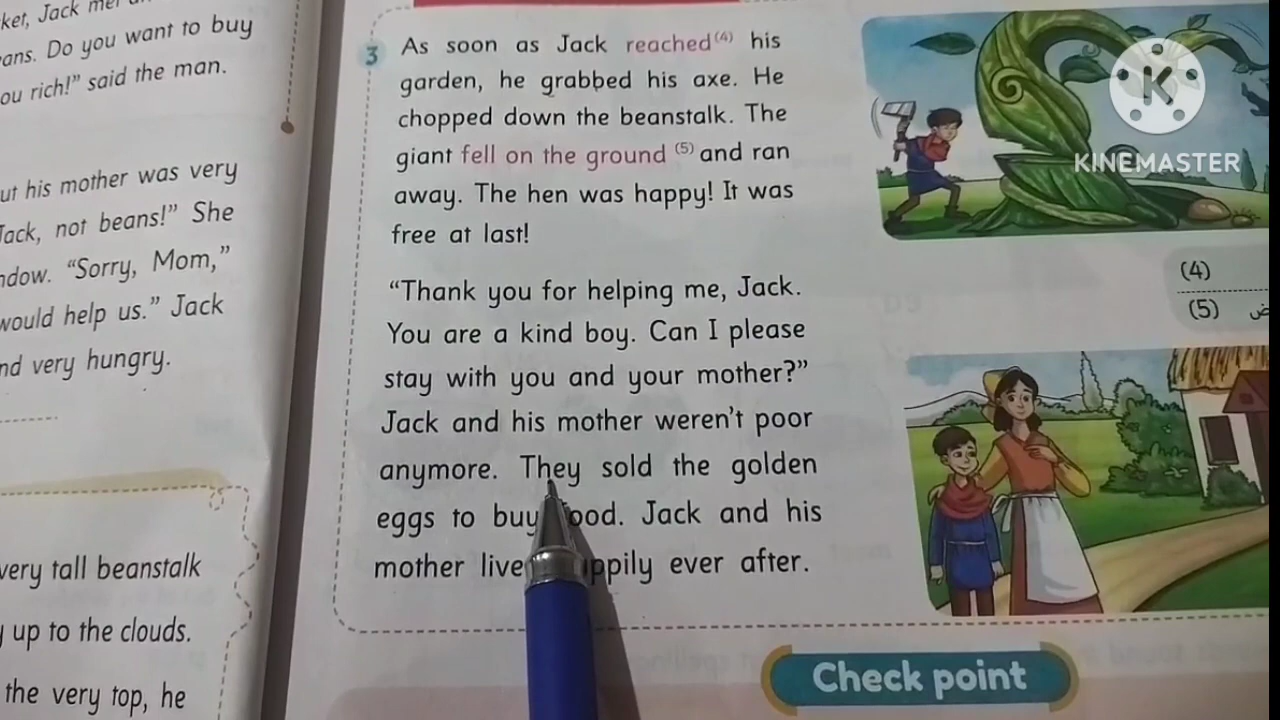 ket, Jack
ans. Do you want to buy
ou rich!" said the man.
ut his mother was very
Jack, not beans!" She
ndow. "Sorry, Mom,"
would help us." Jack
nd very hungry.
very tall beanstalk
up to the clouds.
the very top, he
3
As soon as Jack reached(4) his
garden, he grabbed his axe. He
chopped down the beanstalk. The
giant fell on the ground (5) and ran
away. The hen was happy! It was
free at last!
"Thank you for helping me, Jack.
You are a kind boy. Can I please
stay with you and your mother?"
Jack and his mother weren't poor
anymore. They sold the golden
eggs to buy food. Jack and his
mother live ppily ever after.
KINEMASTER
(4)
(5)
Check point